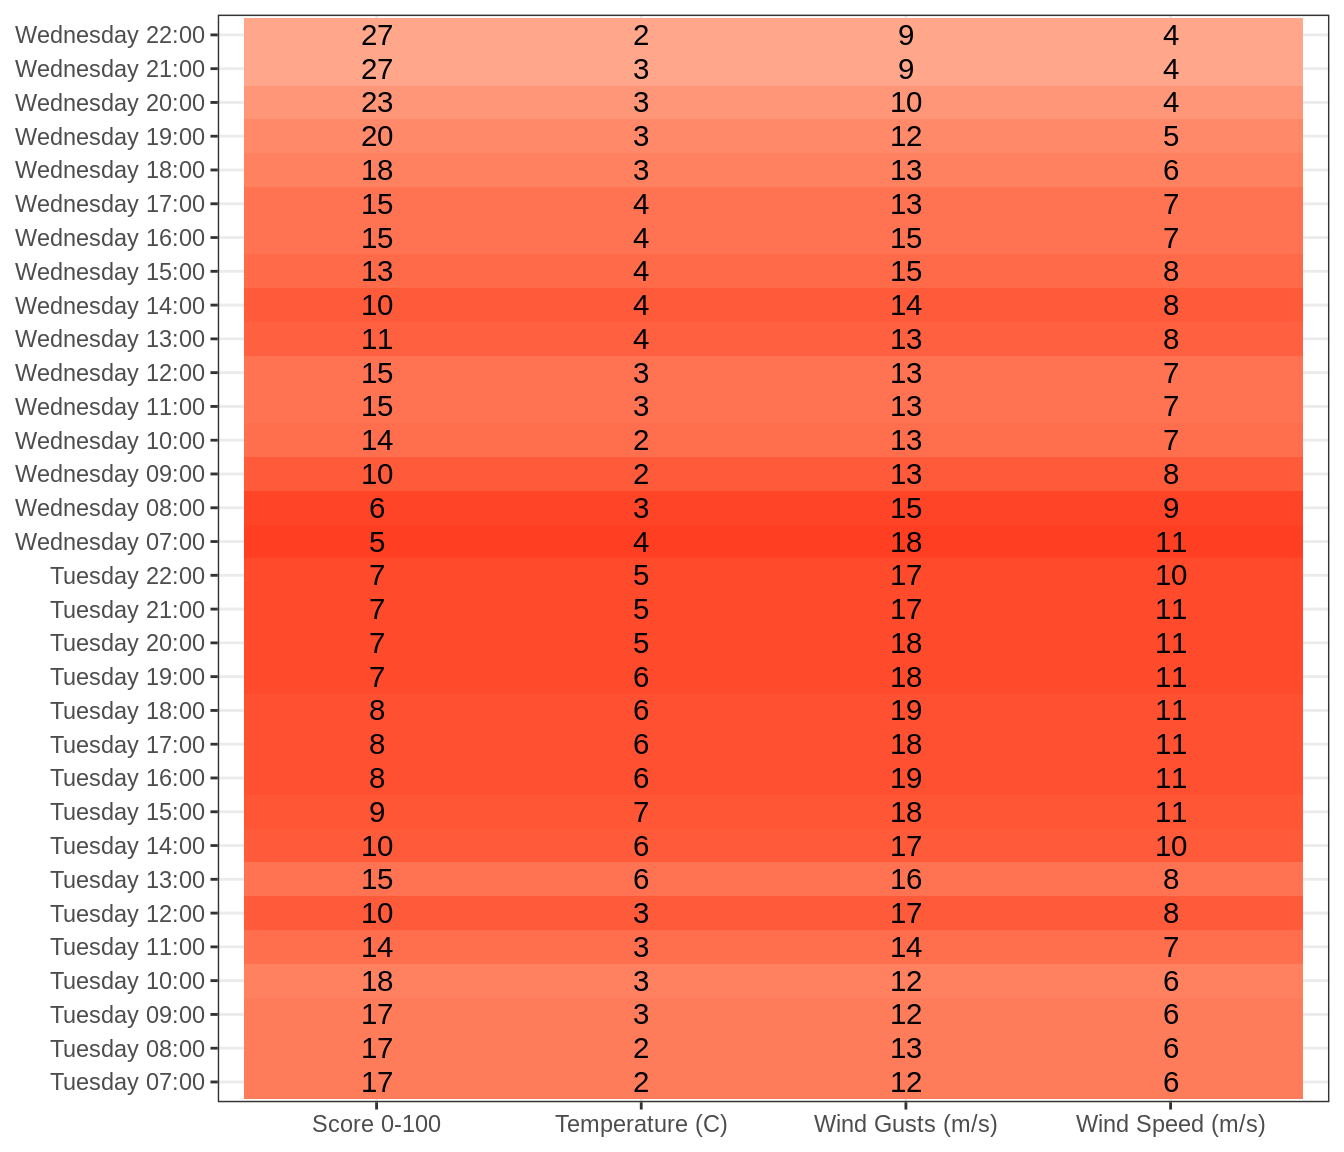 Wednesday 22:00 27 2 9 4
Wednesday 21:00 27 3 9 4
Wednesday 20:00 23 3 10 4
Wednesday 19:00 20 3 12 5
Wednesday 18:00 18 3 13 6
Wednesday 17:00 15 4 13 7
Wednesday 16:00 15 4 15 7
Wednesday 15:00 13 4 15 8
Wednesday 14:00 10 4 14 8
Wednesday 13:00 11 4 13 8
Wednesday 12:00 15 3 13 7
Wednesday 11:00 15 3 13 7
Wednesday 10:00 14 2 13 7
Wednesday 09:00 10 2 13 8
Wednesday 08:00 6 3 15 9
Wednesday 07:00 5 4 18 11
Tuesday 22:00 7 5 17 10
Tuesday 21:00 7 5 17 11
Tuesday 20:00 7 5 18 11
Tuesday 19:00 7 6 18 11
Tuesday 18:00 8 6 19 11
Tuesday 17:00 8 6 18 11
Tuesday 16:00 8 6 19 11
Tuesday 15:00 9 7 18 11
Tuesday 14:00 10 6 17 10
Tuesday 13:00 15 6 16 8
Tuesday 12:00 10 3 17 8
Tuesday 11:00 14 3 14 7
Tuesday 10:00 18 3 12 6
Tuesday 09:00 17 3 12 6
Tuesday 08:00 17 2 13 6
Tuesday 07:00 17 2 12 6
Score 0-100 Temperature (C) Wind Gusts (m/s) Wind Speed (m/s)